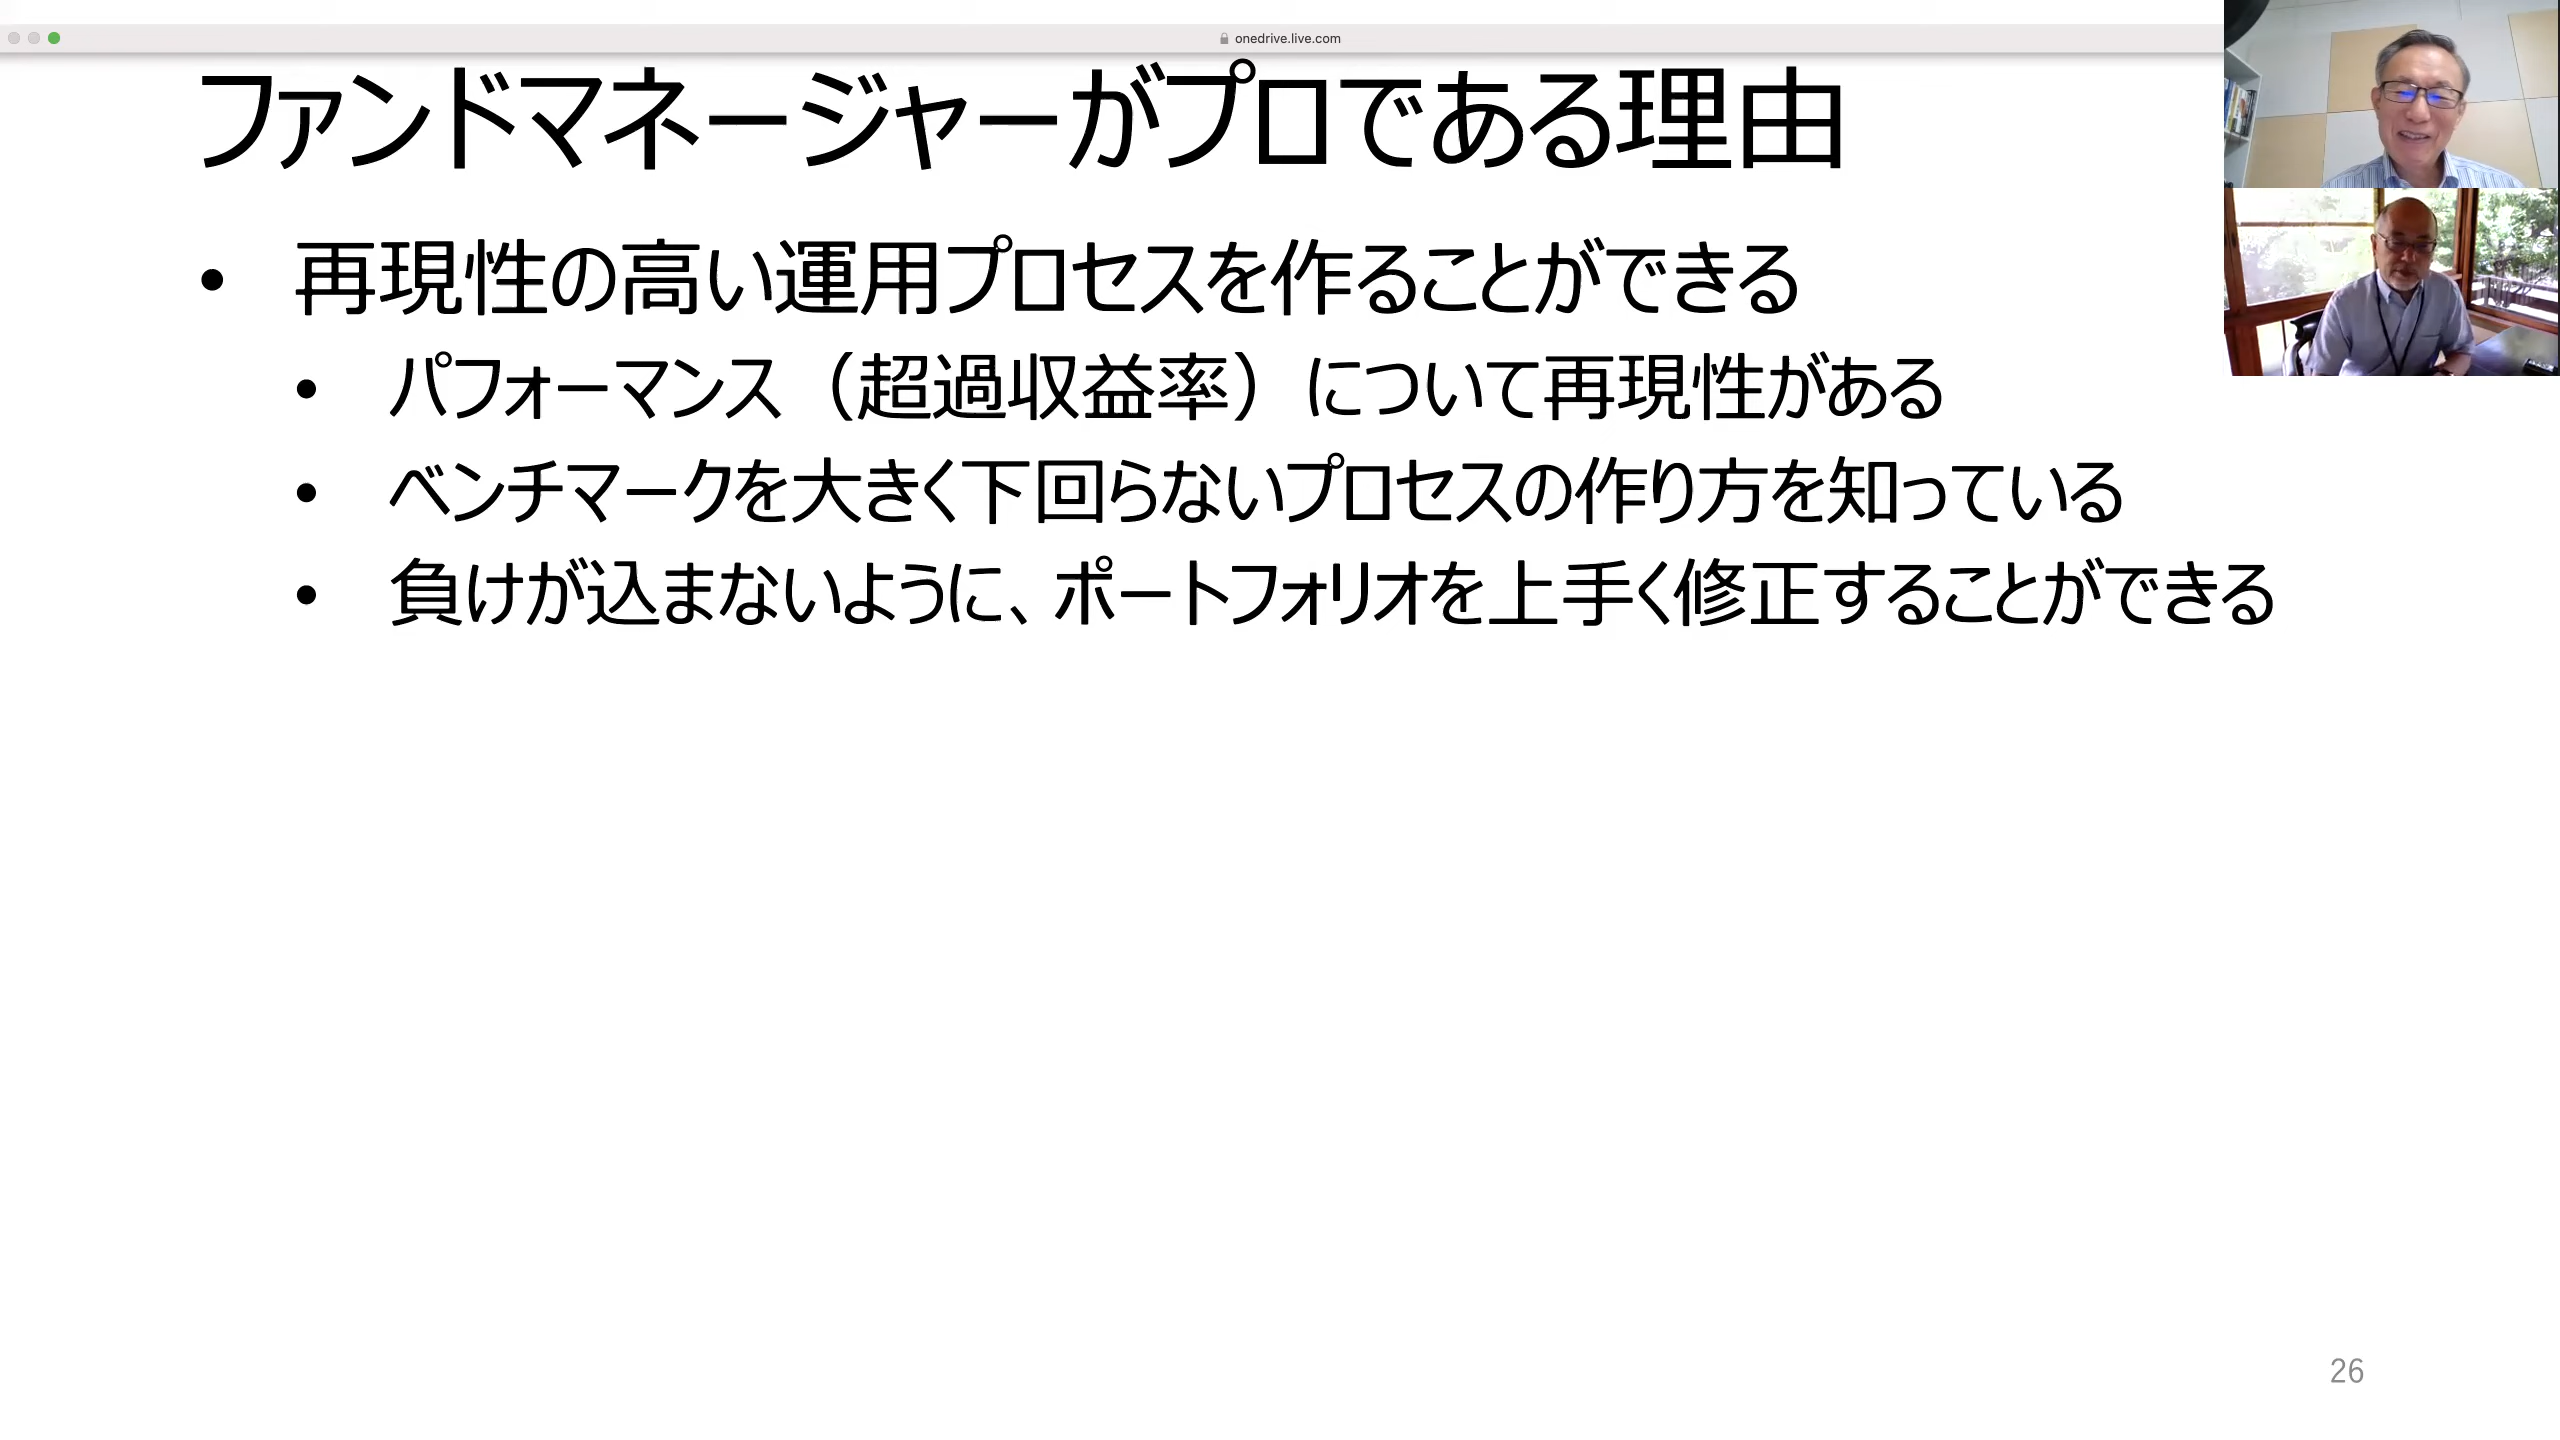 onedrive.live.com
ファンドマネージャーがプロである理由
• 再現性の高い運用プロセスを作ることができる
• パフォーマンス（超過収益率）について再現性がある
• ベンチマークを大きく下回らないプロセスの作り方を知っている
• 負けが込まないように、ポートフォリオを上手く修正することができる
26